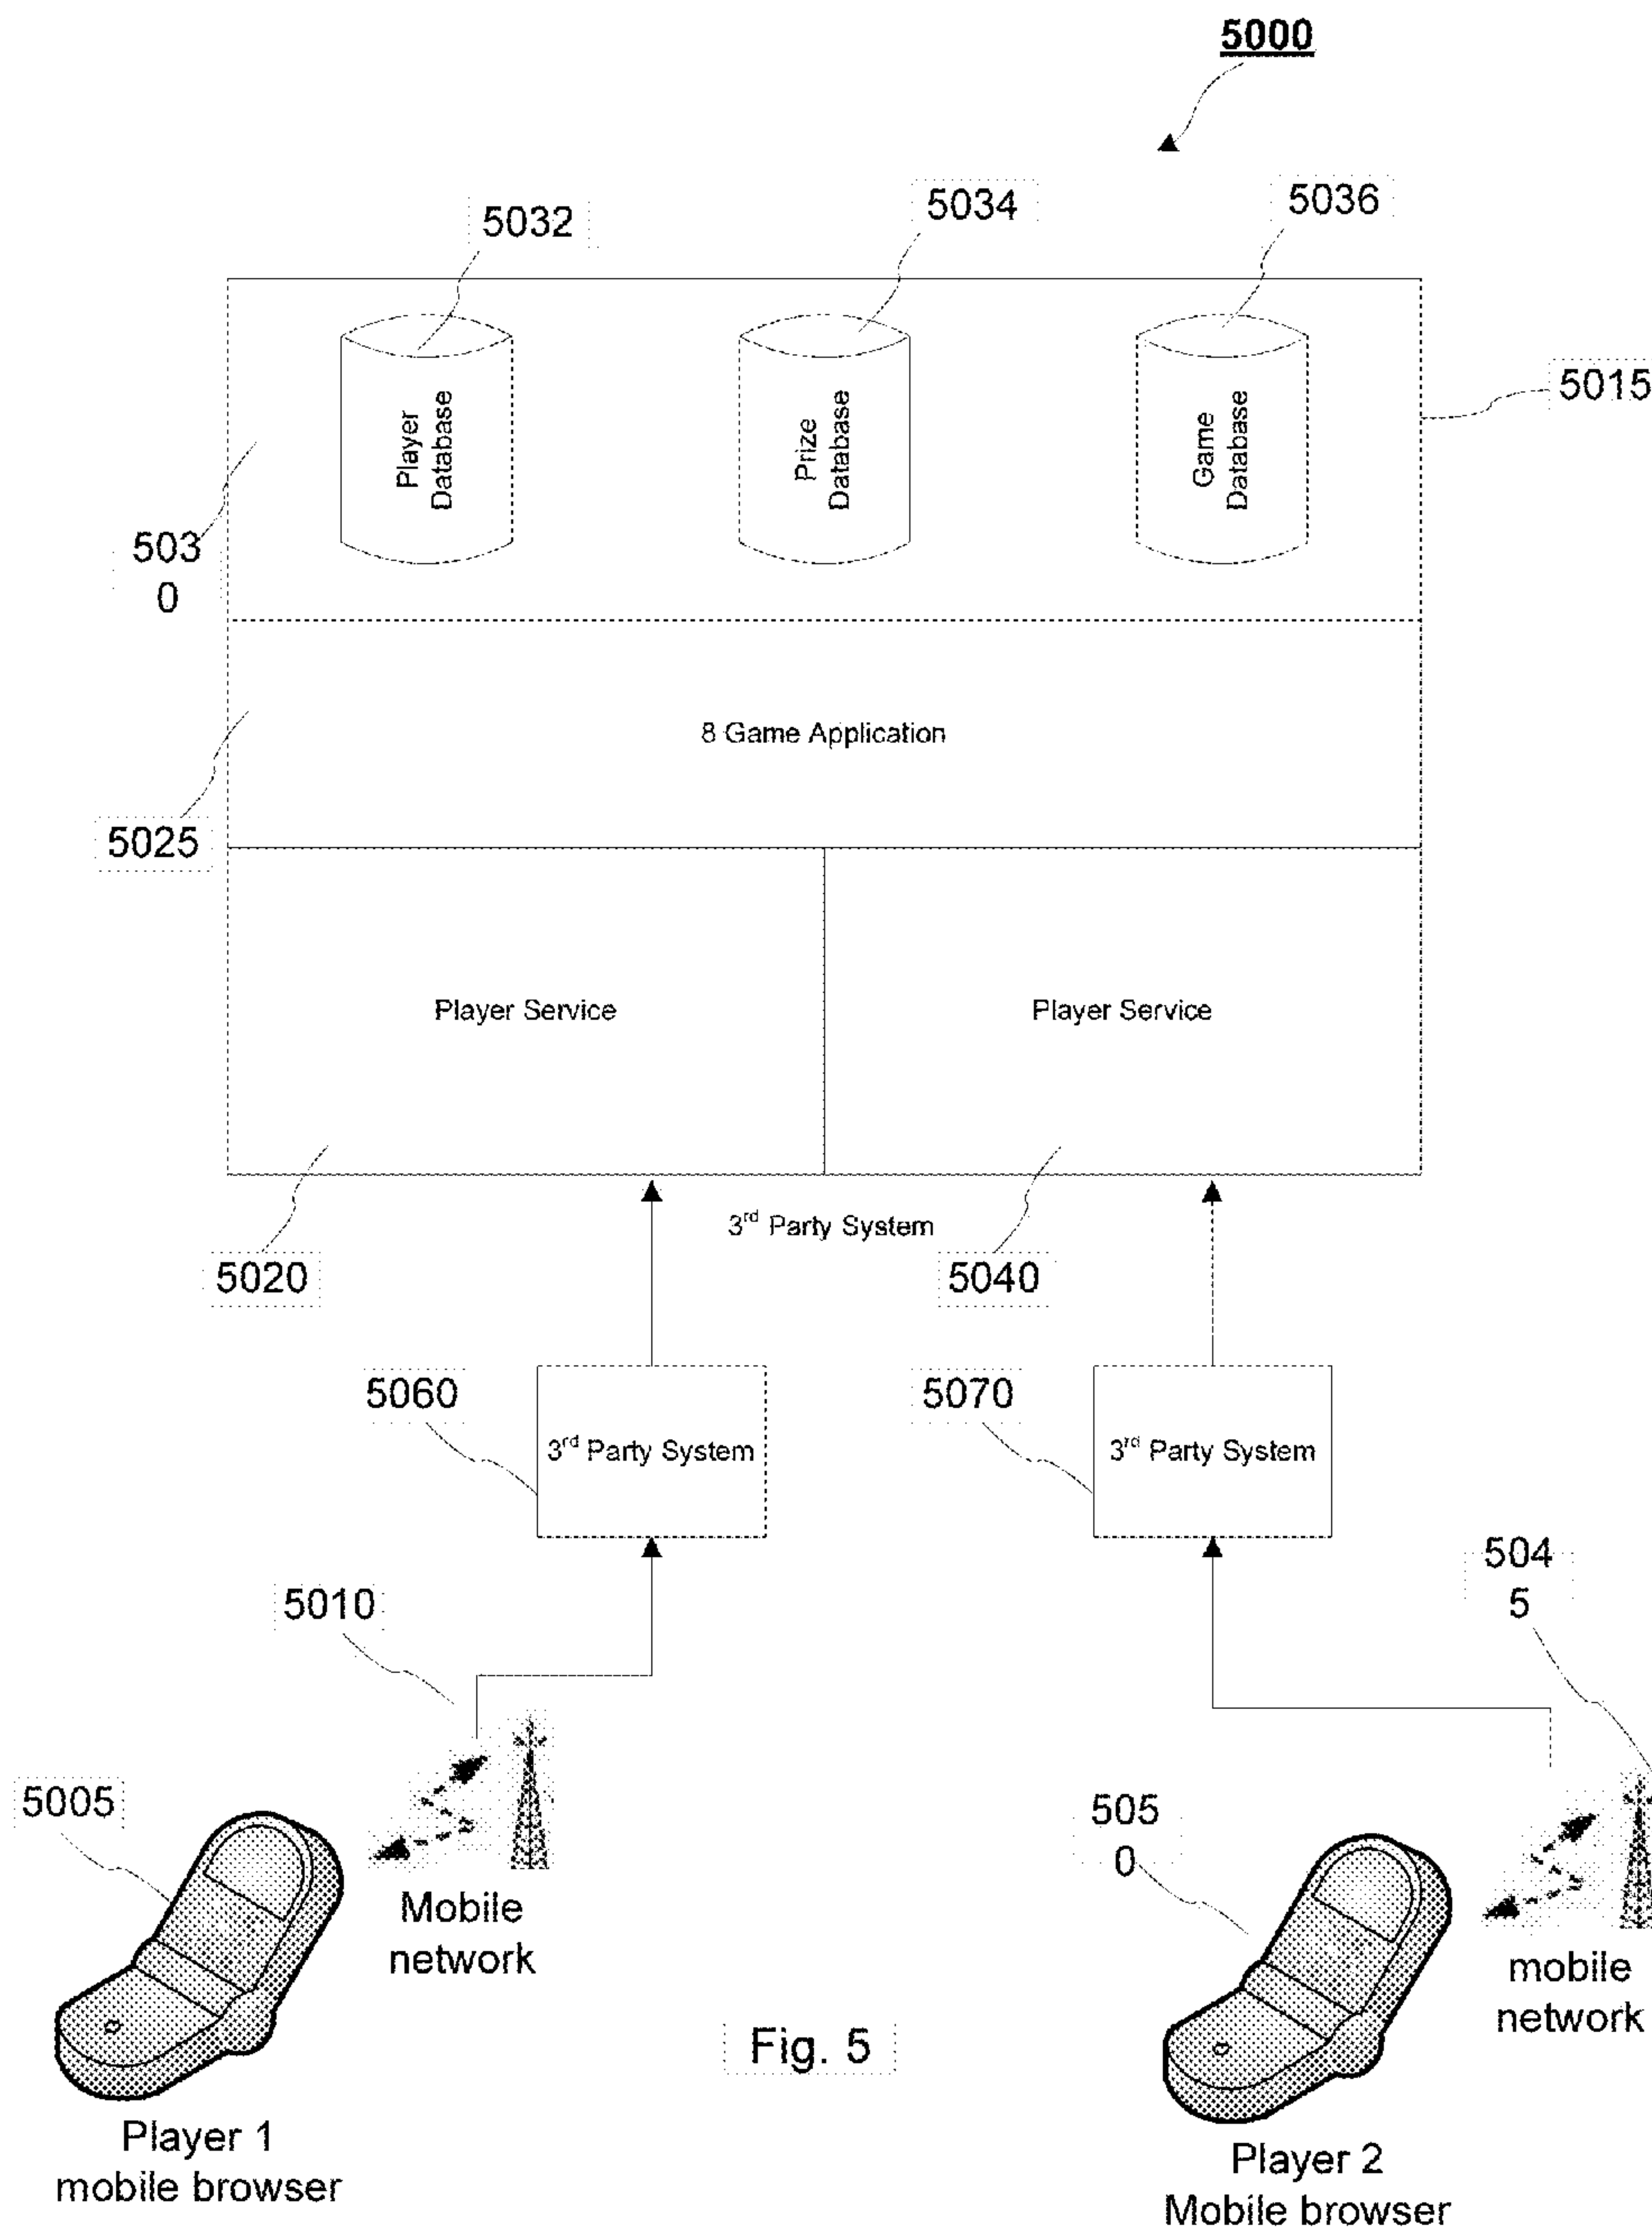 5000
5032
5034
5036
5015
Player
Database
Prize
Database
Game
Database
503
0
8 Game Application
5025
Player Service
Player Service
3rd Party System
5020
5040
5060
5070
3rd Party System
3rd Party System
5010
504
5
5005
505
0
Mobile
network
mobile
network
Fig. 5
Player 1
mobile browser
Player 2
Mobile browser